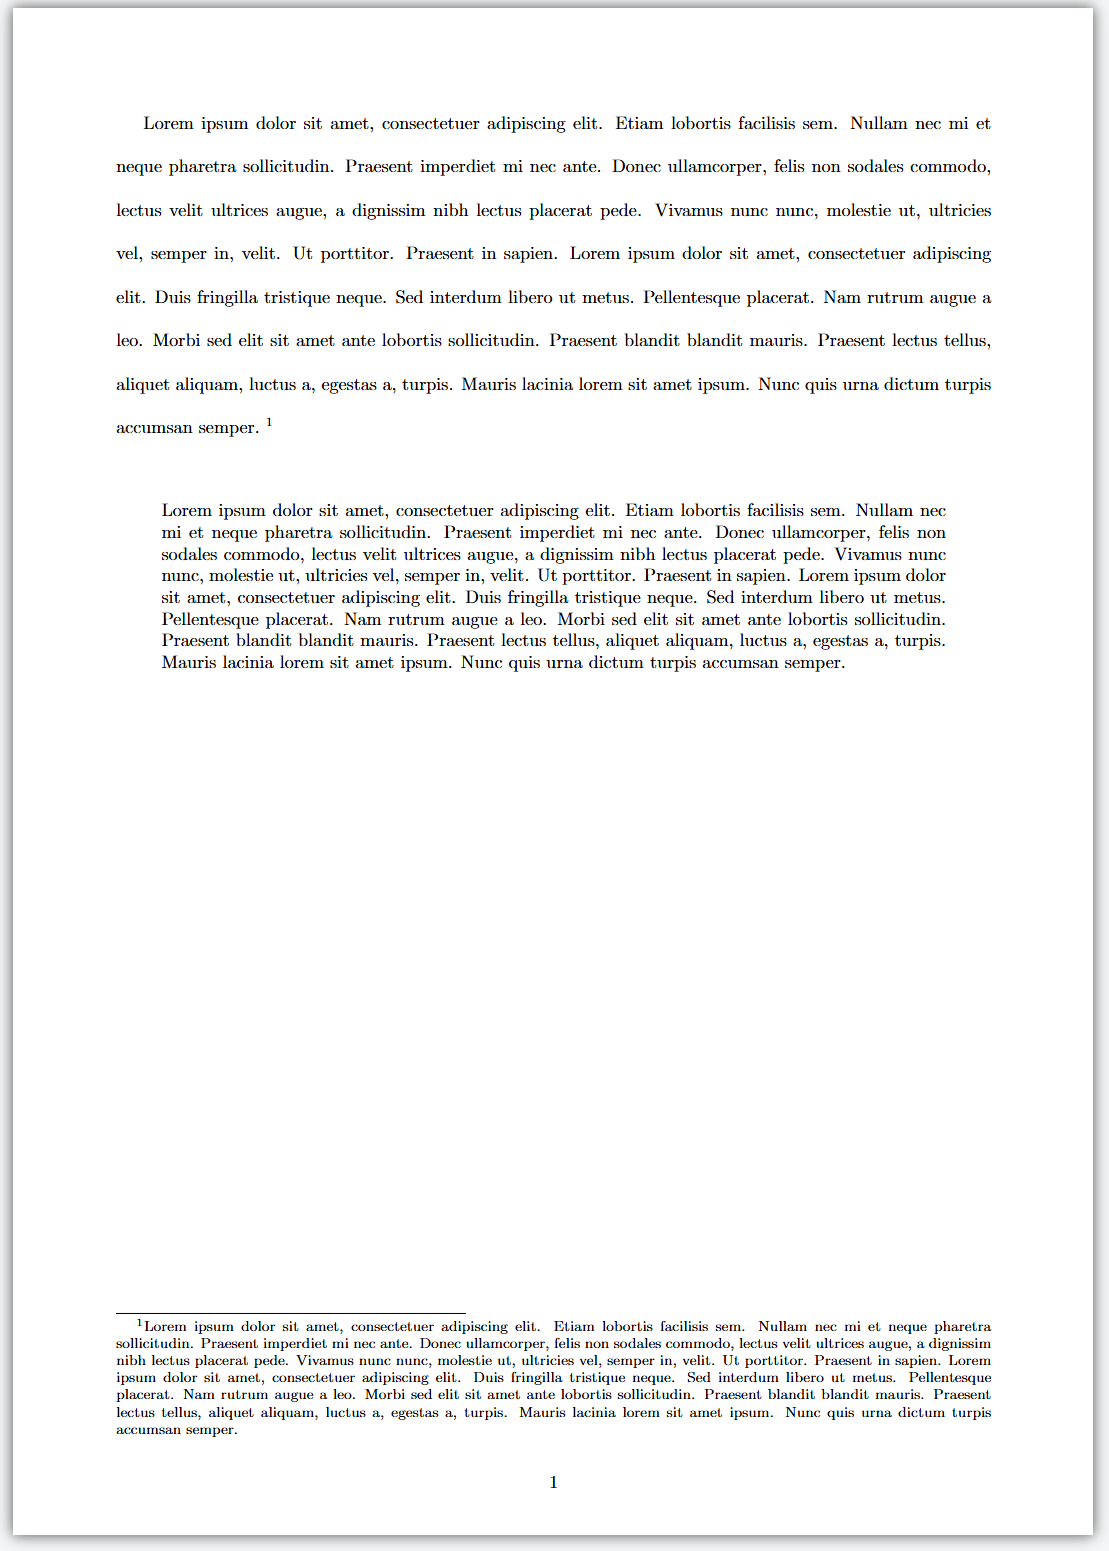 Lorem ipsum dolor sit amet, consectetuer adipiscing elit. Etiam lobortis facilisis sem. Nullam nec mi et
neque pharetra sollicitudin. Praesent imperdiet mi nec ante. Donec ullamcorper, felis non sodales commodo,
lectus velit ultrices augue, a dignissim nibh lectus placerat pede. Vivamus nunc nunc, molestie ut, ultricies
vel, semper in, velit. Ut porttitor. Praesent in sapien. Lorem ipsum dolor sit amet, consectetuer adipiscing
elit. Duis fringilla tristique neque. Sed interdum libero ut metus. Pellentesque placerat. Nam rutrum augue a
leo. Morbi sed elit sit amet ante lobortis sollicitudin. Praesent blandit blandit mauris. Praesent lectus tellus,
aliquet aliquam, luctus a, egestas a, turpis. Mauris lacinia lorem sit amet ipsum. Nunc quis urna dictum turpis
accumsan semper. 1
Lorem ipsum dolor sit amet, consectetuer adipiscing elit. Etiam lobortis facilisis sem. Nullam nec
mi et neque pharetra sollicitudin. Praesent imperdiet mi nec ante. Donec ullamcorper, felis non
sodales commodo, lectus velit ultrices augue, a dignissim nibh lectus placerat pede. Vivamus nunc
nunc, molestie ut, ultricies vel, semper in, velit. Ut porttitor. Praesent in sapien. Lorem ipsum dolor
sit amet, consectetuer adipiscing elit. Duis fringilla tristique neque. Sed interdum libero ut metus.
Pellentesque placerat. Nam rutrum augue a leo. Morbi sed elit sit amet ante lobortis sollicitudin.
Praesent blandit blandit mauris. Praesent lectus tellus, aliquet aliquam, luctus a, egestas a, turpis.
Mauris lacinia lorem sit amet ipsum. Nunc quis urna dictum turpis accumsan semper.
1Lorem ipsum dolor sit amet, consectetuer adipiscing elit. Etiam lobortis facilisis sem. Nullam nec mi et neque pharetra
sollicitudin. Praesent imperdiet mi nec ante. Donec ullamcorper, felis non sodales commodo, lectus velit ultrices augue, a dignissim
nibh lectus placerat pede. Vivamus nunc nunc, molestie ut, ultricies vel, semper in, velit. Ut porttitor. Praesent in sapien. Lorem
ipsum dolor sit amet, consectetuer adipiscing elit. Duis fringilla tristique neque. Sed interdum libero ut metus. Pellentesque
placerat. Nam rutrum augue a leo. Morbi sed elit sit amet ante lobortis sollicitudin. Praesent blandit blandit mauris. Praesent
lectus tellus, aliquet aliquam, luctus a, egestas a, turpis. Mauris lacinia lorem sit amet ipsum. Nunc quis urna dictum turpis
accumsan semper.
1